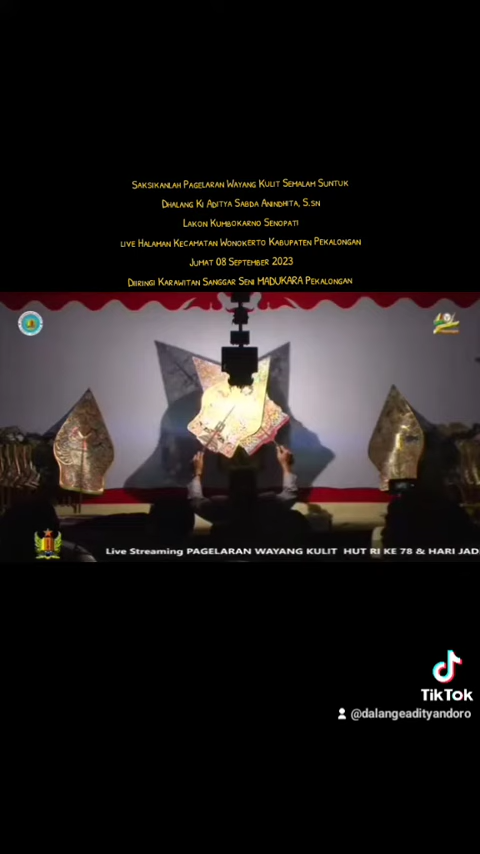 Saksikanlah Pagelaran Wayang Kulit Semalam Suntuk
Dhalang Ki Aditya Sabda Anindhita, S.sn
Lakon Kumbokarno Senopati
live Halaman Kecamatan Wonokerto Kabupaten Pekalongan
Jumat 08 September 2023
Diiringi Karawitan Sanggar Seni MADUKARA Pekalongan
Live Streaming PAGELARAN WAYANG KULIT HUT RI KE 78 & HARI JAD
TikTok
@dalangeadityandoro